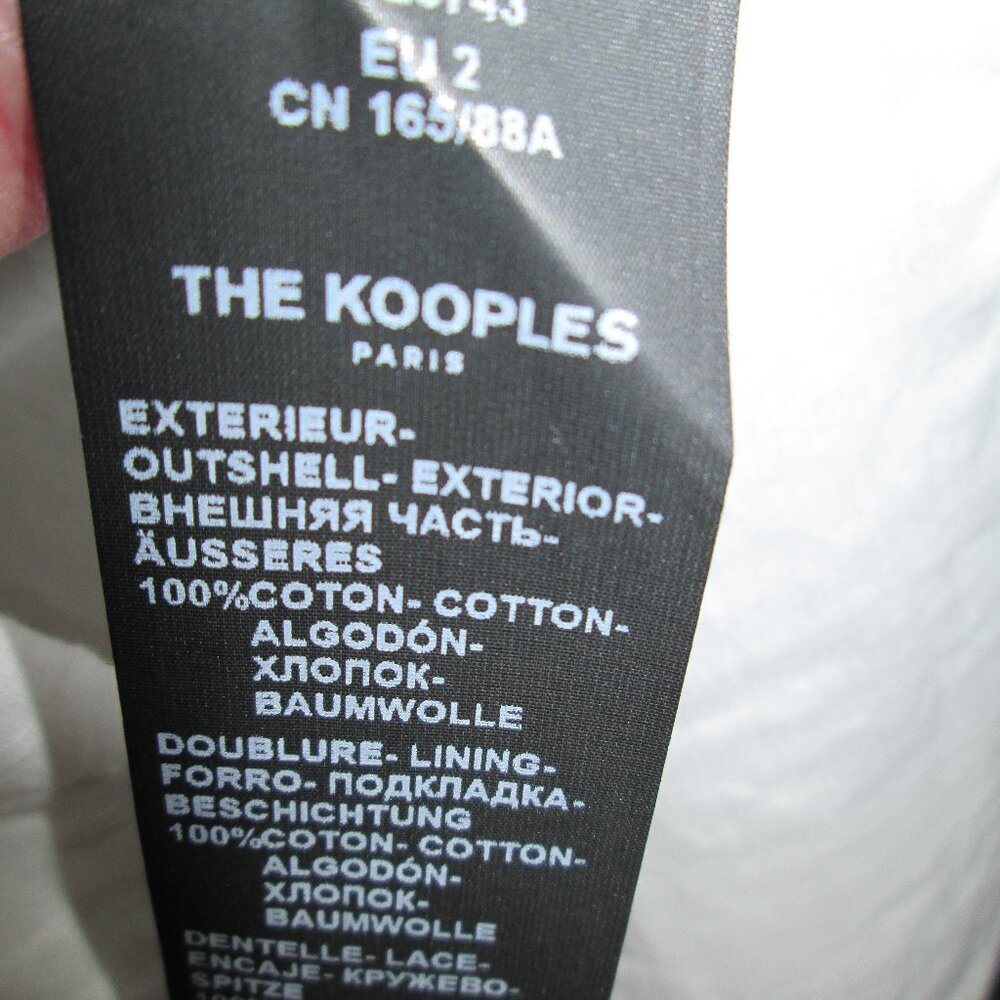 EU 2
CN 165/88A
THE KOOPLES
PARIS
EXTERIEUR-
OUTSHELL- EXTERIOR-
ВНЕШНЯЯ ЧАСТЬ-
ÄUSSERES
100%COTON- COTTON-
ALGODÓN-
ХЛОПОК-
BAUMWOLLE
DOUBLURE- LINING-
FORRO- ПОДКЛАДКА-
BESCHICHTUNG
100%COTON- COTTON-
ALGODÓN-
ХЛОПОК-
BAUMWOLLE
DENTELLE- LACE-
ENCAJE- КРУЖЕВО-
SPITZE